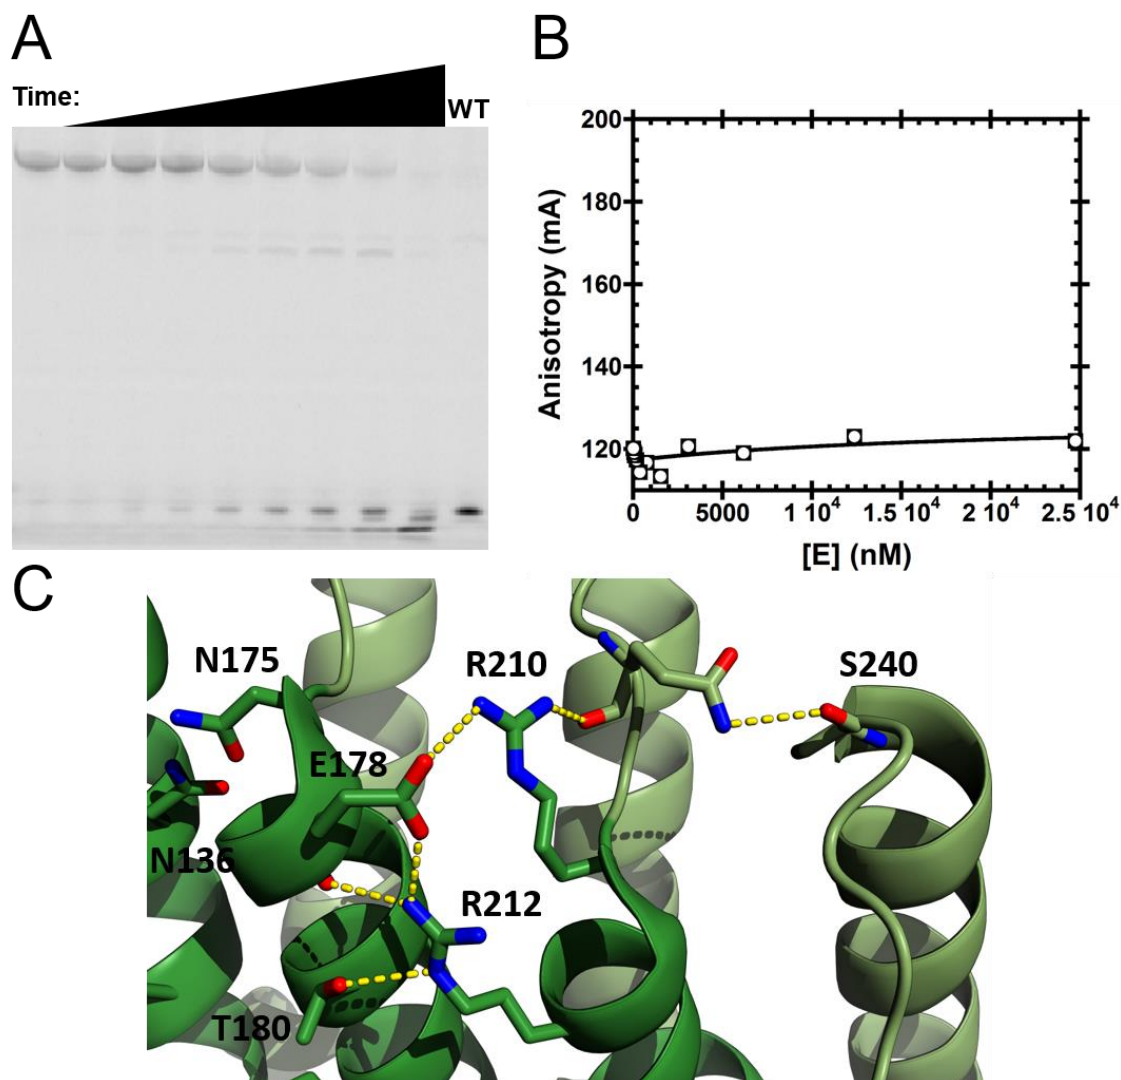 A
B
Time:
WT
200
180
160
140
120
Anisotropy (mA)
0 5000 1 10⁴ 1.5 10⁴ 2 10⁴ 2.5 10⁴
[E] (nM)
C
N175
R210
S240
E178
N136
R212
T180